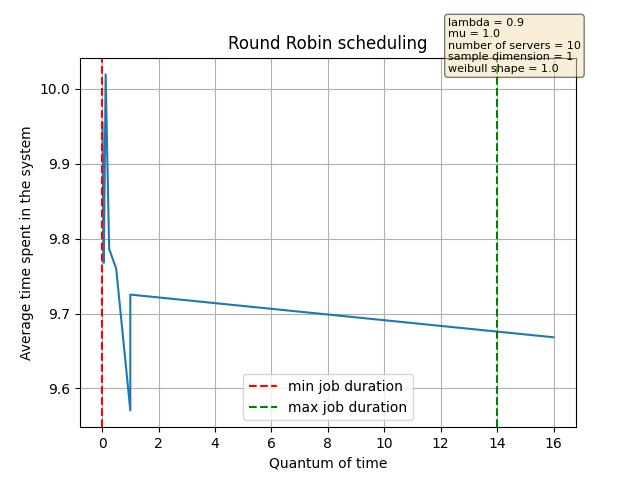 Round Robin scheduling
lambda = 0.9
mu = 1.0
number of servers = 10
sample dimension = 1
weibull shape = 1.0
Average time spent in the system
10.0
9.9
9.8
9.7
9.6
min job duration
max job duration
0 2 4 6 8 10 12 14 16
Quantum of time